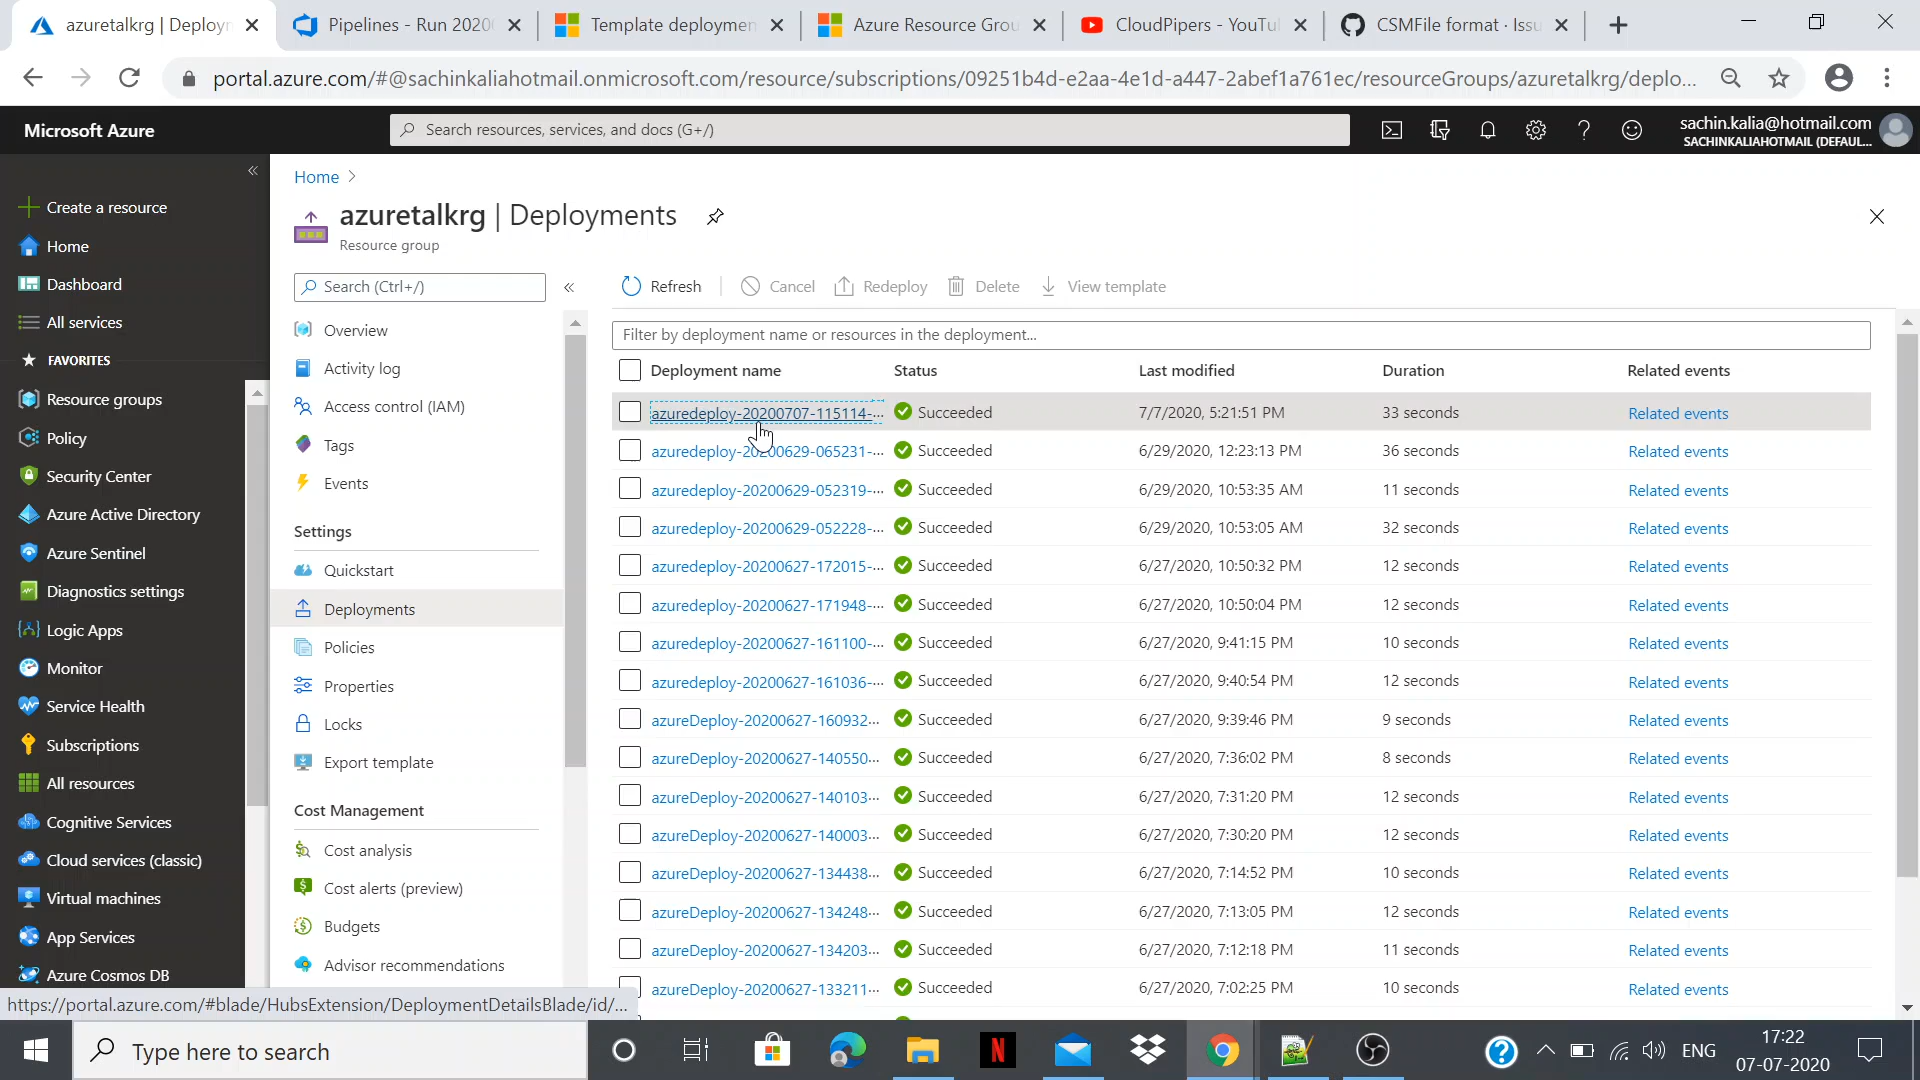 azuretalkrg | Deployn
Pipelines - Run 2020
Template deploymen
Azure Resource Grou
CloudPipers - YouTu
CSMFile format · Issu
portal.azure.com/#@sachinkaliahotmail.onmicrosoft.com/resource/subscriptions/09251b4d-e2aa-4e1d-a447-2abef1a761ec/resourceGroups/azuretalkrg/deplo...
Microsoft Azure
Search resources, services, and docs (G+/)
sachin.kalia@hotmail.com
SACHINKALIAHOTMAIL (DEFAUL...
Create a resource
Home
Dashboard
All services
FAVORITES
Resource groups
Policy
Security Center
Azure Active Directory
Azure Sentinel
Diagnostics settings
Logic Apps
Monitor
Service Health
Subscriptions
All resources
Cognitive Services
Cloud services (classic)
Virtual machines
App Services
Azure Cosmos DB
https://portal.azure.com/#blade/HubsExtension/DeploymentDetailsBlade/id/...
Home >
azuretalkrg | Deployments
Resource group
Search (Ctrl+/)
Overview
Activity log
Access control (IAM)
Tags
Events
Settings
Quickstart
Deployments
Policies
Properties
Locks
Export template
Cost Management
Cost analysis
Cost alerts (preview)
Budgets
Advisor recommendations
Refresh Cancel Redeploy Delete View template
Filter by deployment name or resources in the deployment...
Deployment name Status Last modified Duration Related events
azuredeploy-20200707-115114-... Succeeded 7/7/2020, 5:21:51 PM 33 seconds Related events
azuredeploy-20200629-065231-... Succeeded 6/29/2020, 12:23:13 PM 36 seconds Related events
azuredeploy-20200629-052319-... Succeeded 6/29/2020, 10:53:35 AM 11 seconds Related events
azuredeploy-20200629-052228-... Succeeded 6/29/2020, 10:53:05 AM 32 seconds Related events
azuredeploy-20200627-172015-... Succeeded 6/27/2020, 10:50:32 PM 12 seconds Related events
azuredeploy-20200627-171948-... Succeeded 6/27/2020, 10:50:04 PM 12 seconds Related events
azuredeploy-20200627-161100-... Succeeded 6/27/2020, 9:41:15 PM 10 seconds Related events
azuredeploy-20200627-161036-... Succeeded 6/27/2020, 9:40:54 PM 12 seconds Related events
azureDeploy-20200627-160932-... Succeeded 6/27/2020, 9:39:46 PM 9 seconds Related events
azureDeploy-20200627-140550-... Succeeded 6/27/2020, 7:36:02 PM 8 seconds Related events
azureDeploy-20200627-140103-... Succeeded 6/27/2020, 7:31:20 PM 12 seconds Related events
azureDeploy-20200627-140003-... Succeeded 6/27/2020, 7:30:20 PM 12 seconds Related events
azureDeploy-20200627-134438-... Succeeded 6/27/2020, 7:14:52 PM 10 seconds Related events
azureDeploy-20200627-134248-... Succeeded 6/27/2020, 7:13:05 PM 12 seconds Related events
azureDeploy-20200627-134203-... Succeeded 6/27/2020, 7:12:18 PM 11 seconds Related events
azureDeploy-20200627-133211-... Succeeded 6/27/2020, 7:02:25 PM 10 seconds Related events
Type here to search
ENG
17:22
07-07-2020